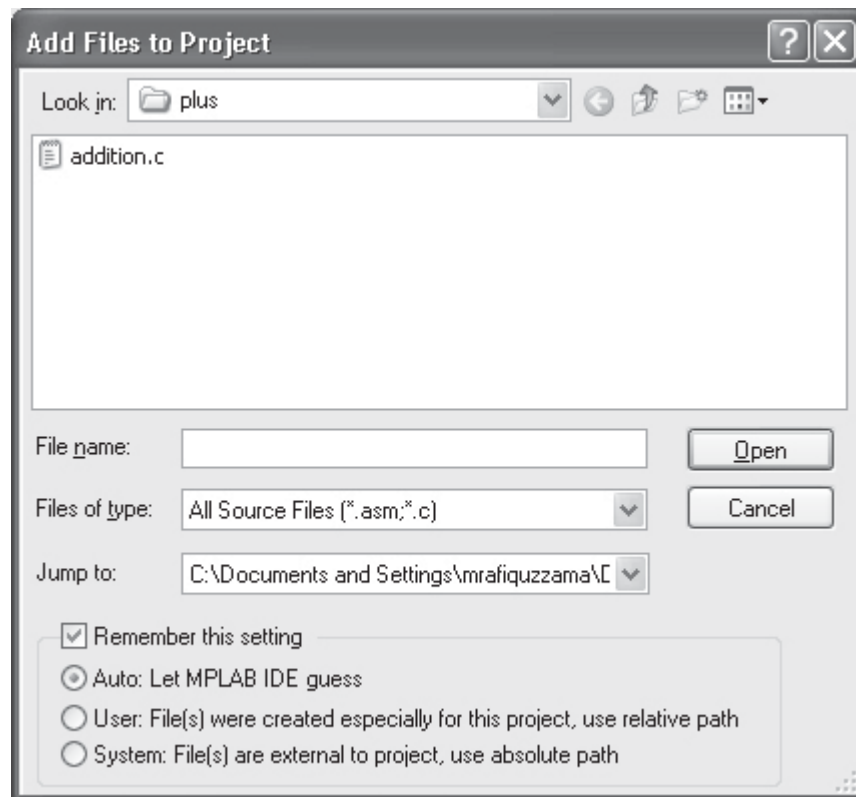 Add Files to Project
Look in: plus
addition.c
File name:
Open
Files of type: All Source Files (*.asm;*.c)
Cancel
Jump to: C:\Documents and Settings\mrafiquzzama\D
Remember this setting
Auto: Let MPLAB IDE guess
User: File(s) were created especially for this project, use relative path
System: File(s) are external to project, use absolute path